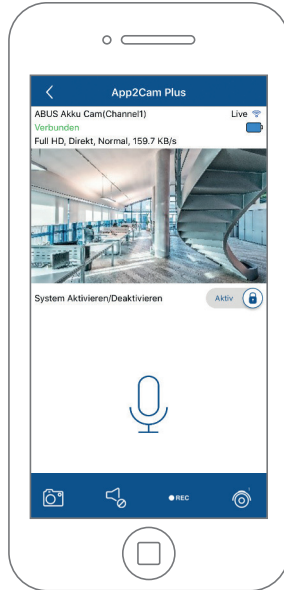 App2Cam Plus
ABUS Akku Cam(Channel1) Live
Verbunden
Full HD, Direkt, Normal, 159.7 KB/s
System Aktivieren/Deaktivieren Aktiv
REC